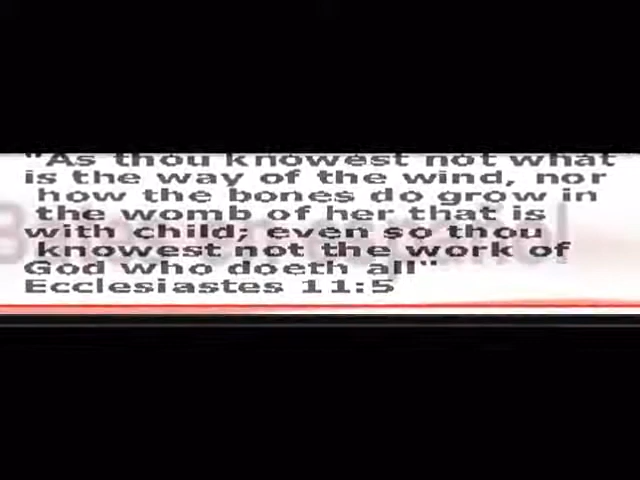 "As thou knowest not what
is the way of the wind, nor
how the bones do grow in
the womb of her that is
with child; even so thou
knowest not the work of
God who doeth all"
Ecclesiastes 11:5